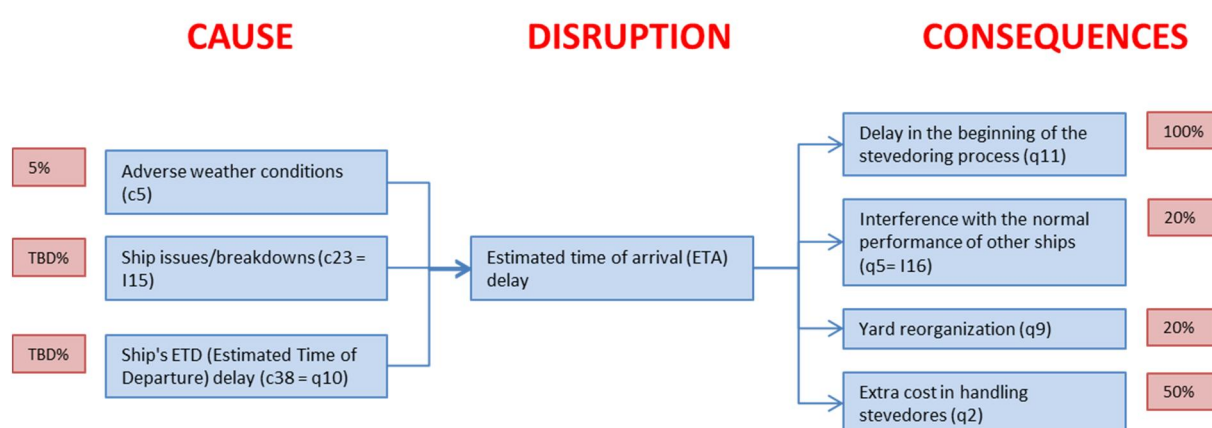 CAUSE
DISRUPTION
CONSEQUENCES
5%
Adverse weather conditions
(c5)
TBD%
Ship issues/breakdowns (c23 =
I15)
TBD%
Ship's ETD (Estimated Time of
Departure) delay (c38 = q10)
Estimated time of arrival (ETA)
delay
Delay in the beginning of the
stevedoring process (q11)
100%
Interference with the normal
performance of other ships
(q5= I16)
20%
Yard reorganization (q9)
20%
Extra cost in handling
stevedores (q2)
50%